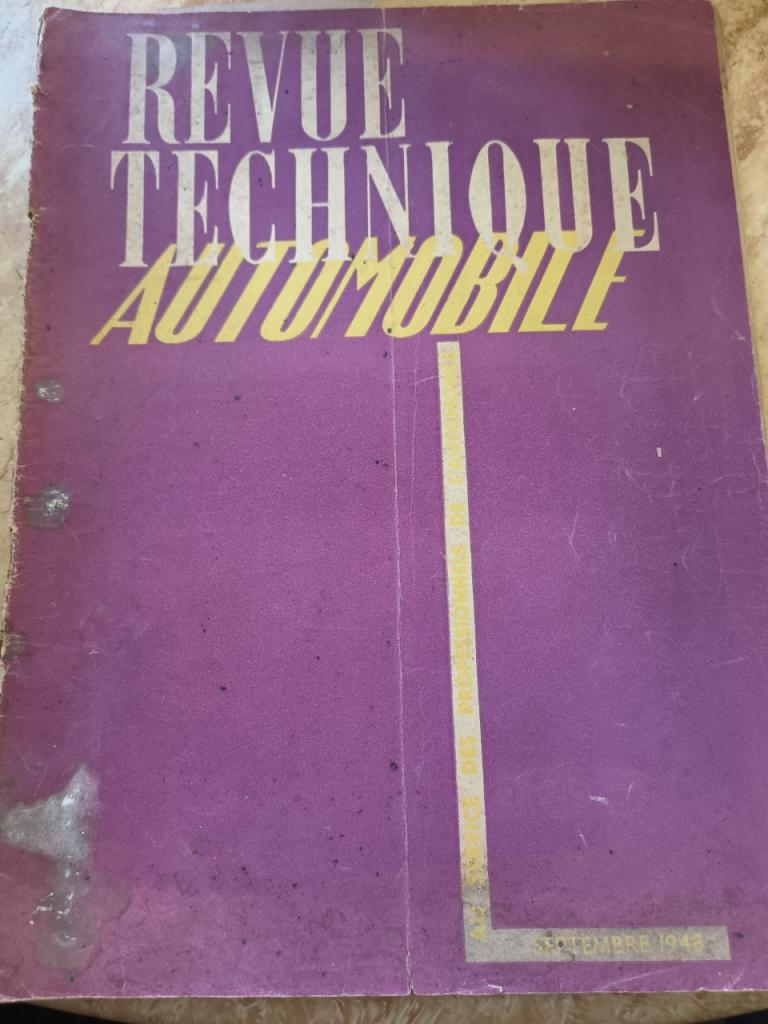 REVUE
TECHNIQUE
AUTOMOBILE
AU SERVICE DES PROFESSIONNELS DE L'AUTOMOBILE
SEPTEMBRE 1948